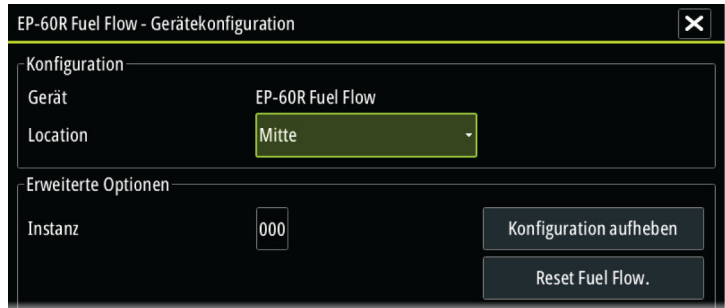 EP-60R Fuel Flow - Gerätekonfiguration
Konfiguration
Gerät EP-60R Fuel Flow
Location Mitte
Erweiterte Optionen
Instanz 000 Konfiguration aufheben
Reset Fuel Flow.